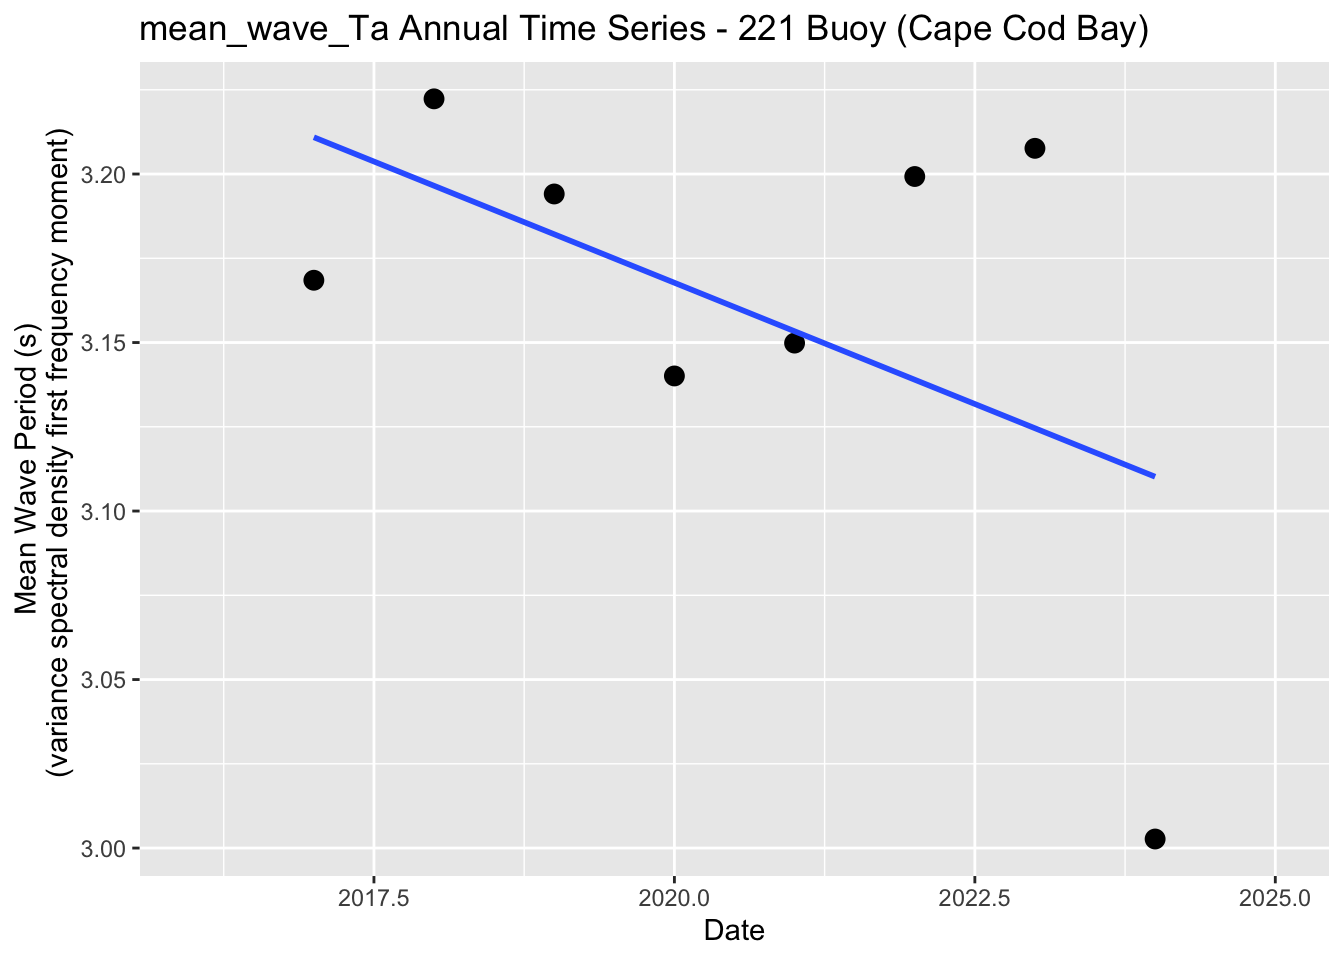 mean_wave_Ta Annual Time Series - 221 Buoy (Cape Cod Bay)
Mean Wave Period (s)
(variance spectral density first frequency moment)
3.20
3.15
3.10
3.05
3.00
2017.5
2020.0
2022.5
2025.0
Date